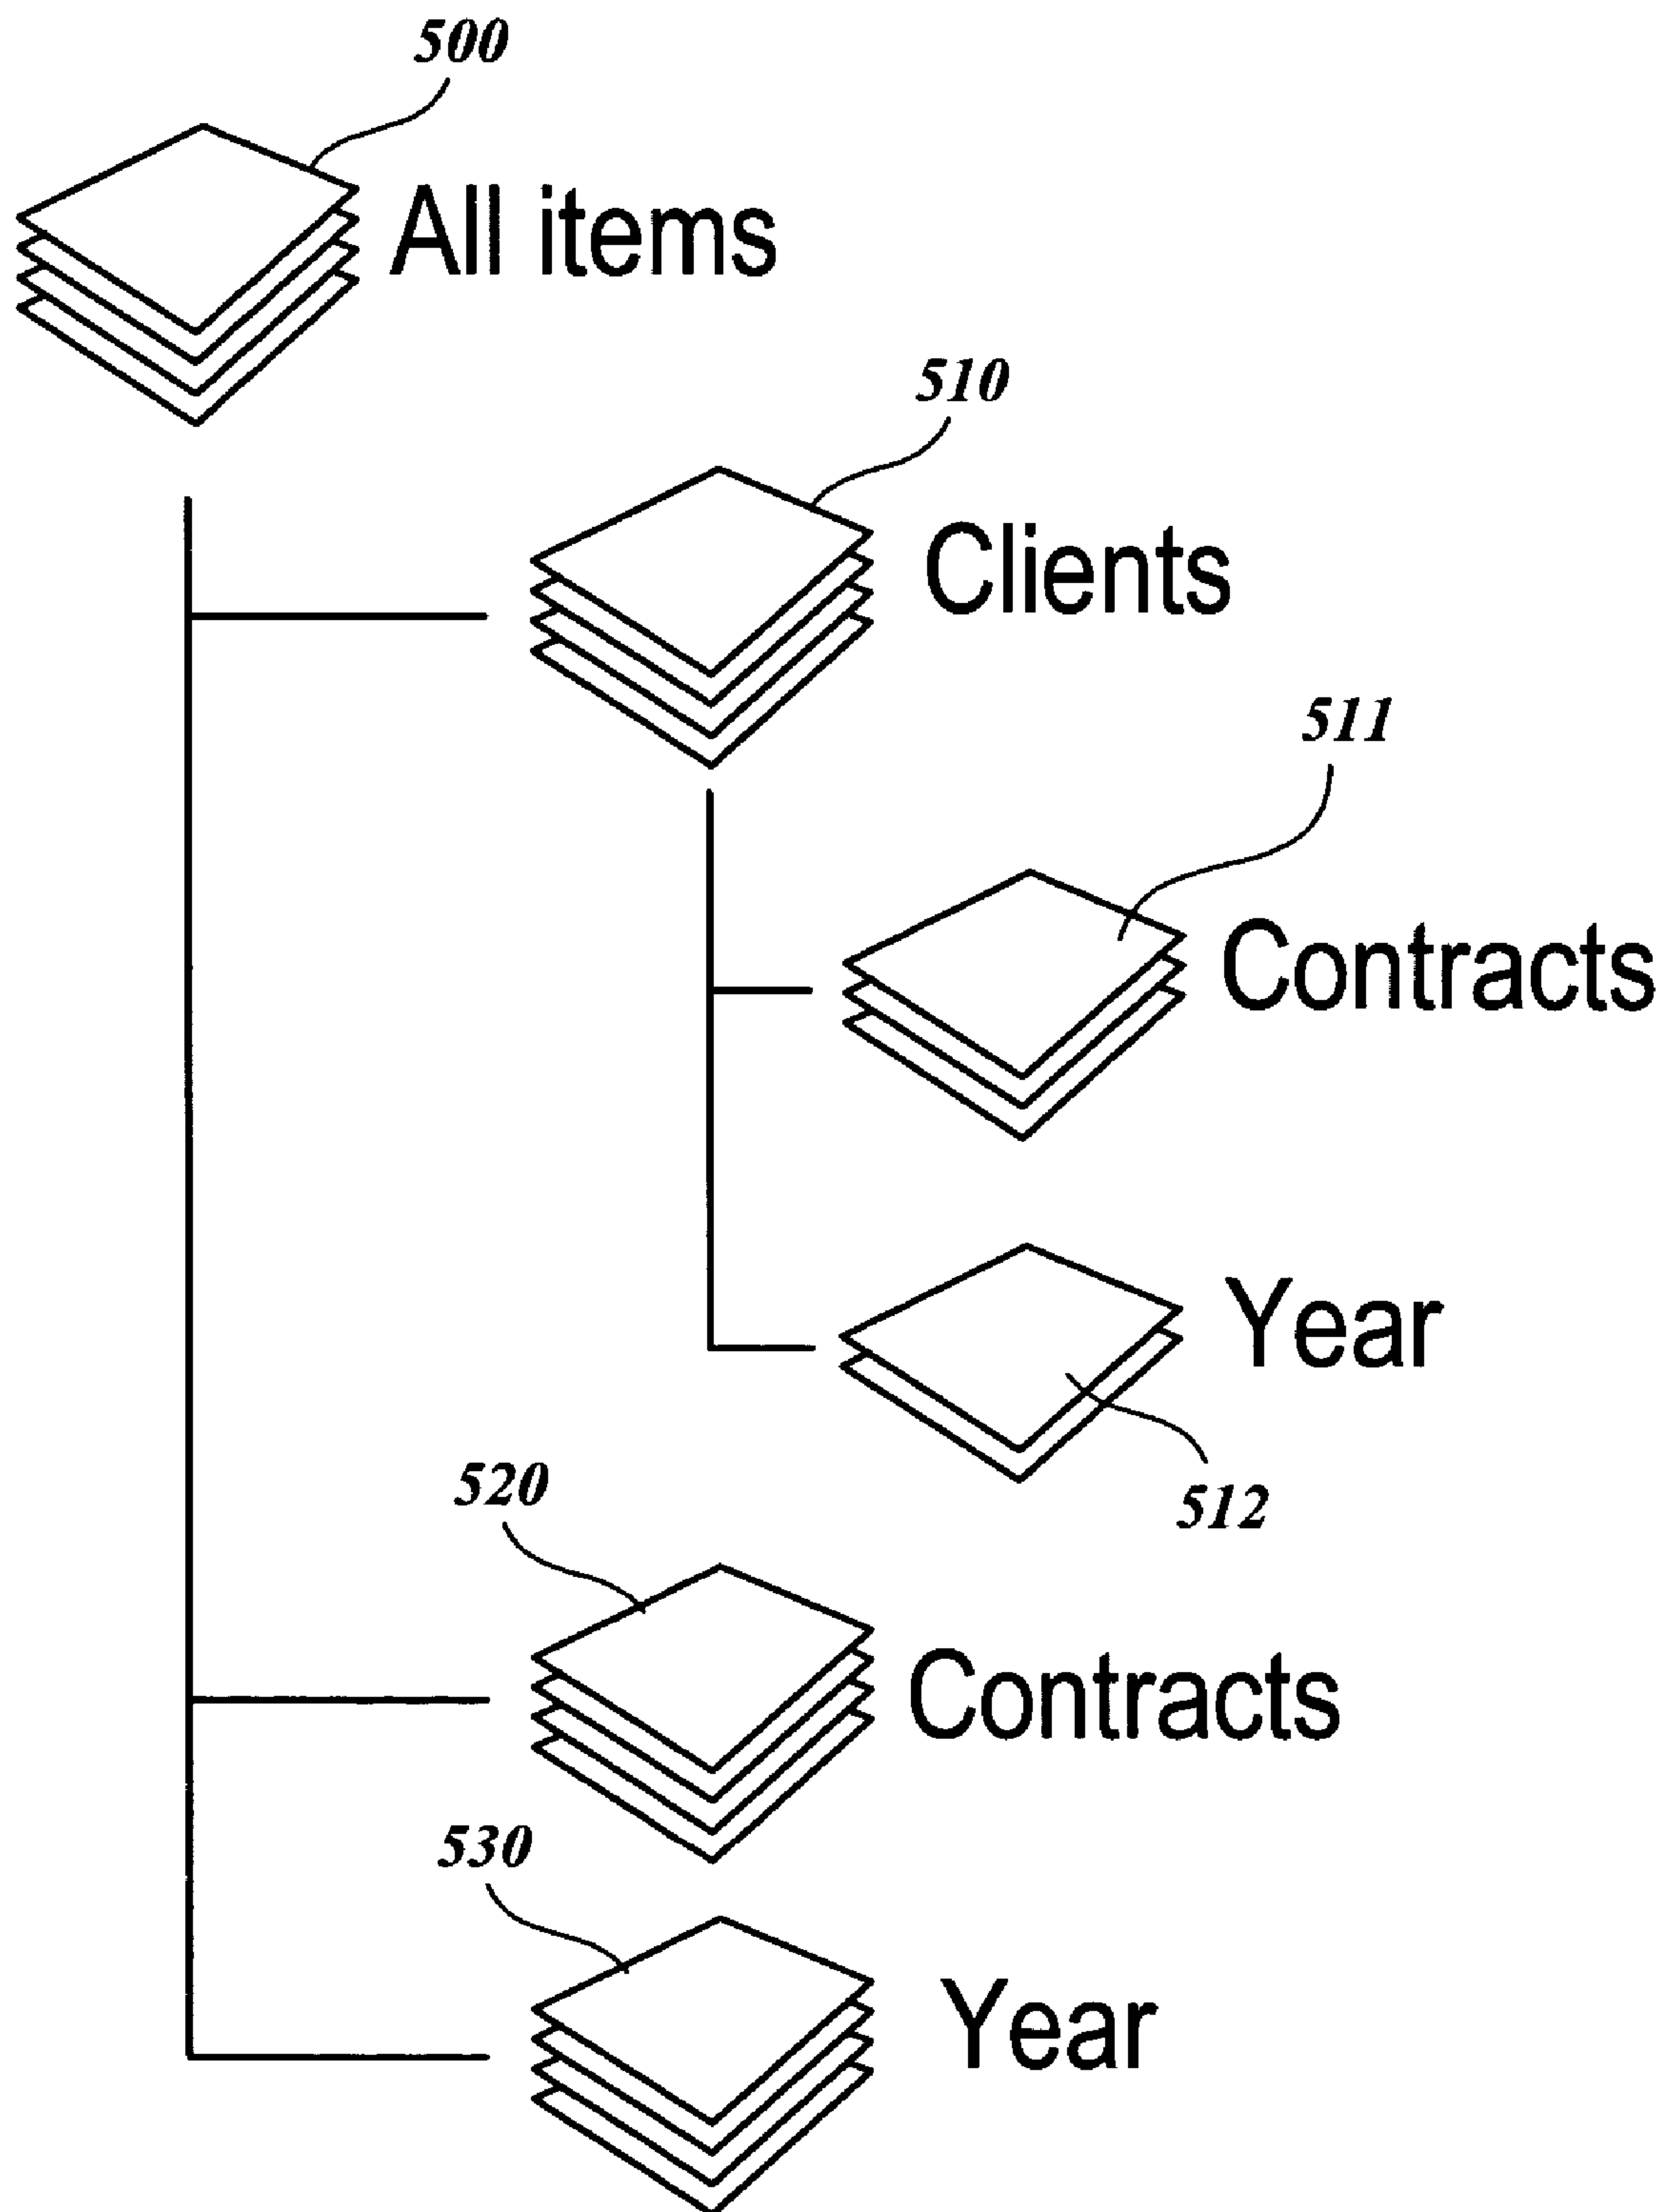 500
All items
510
Clients
511
Contracts
Year
512
520
Contracts
530
Year